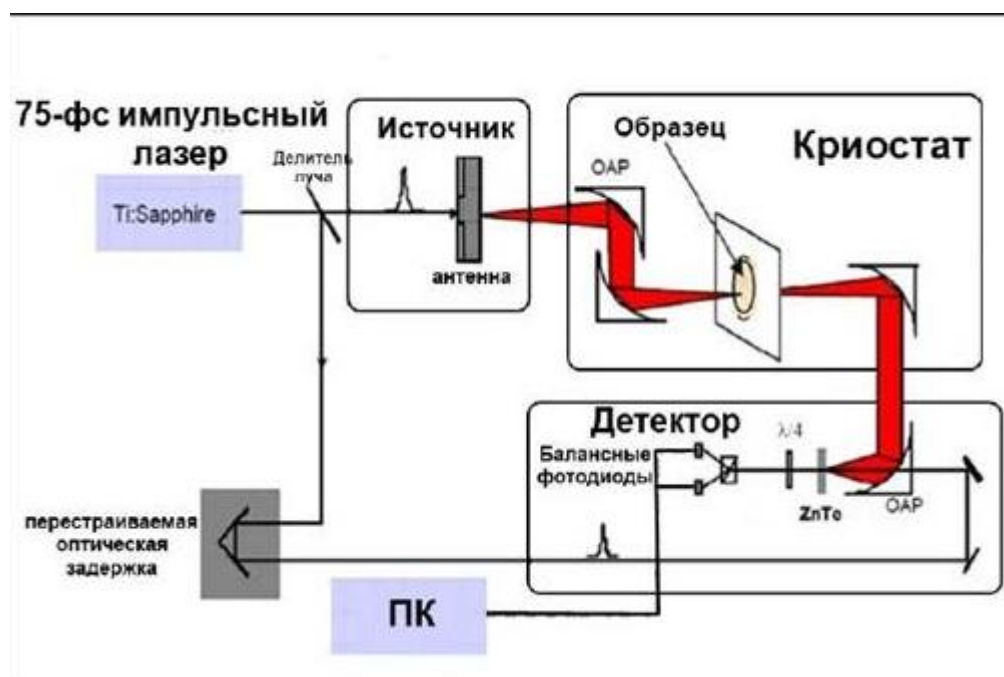 75-фс импульсный
лазер
Ti:Sapphire
Делитель
луча
Источник
антенна
OAP
Образец
Криостат
Детектор
Балансные
фотодиоды
λ/4
ZnTe
OAP
перестраиваемая
оптическая
задержка
ПК